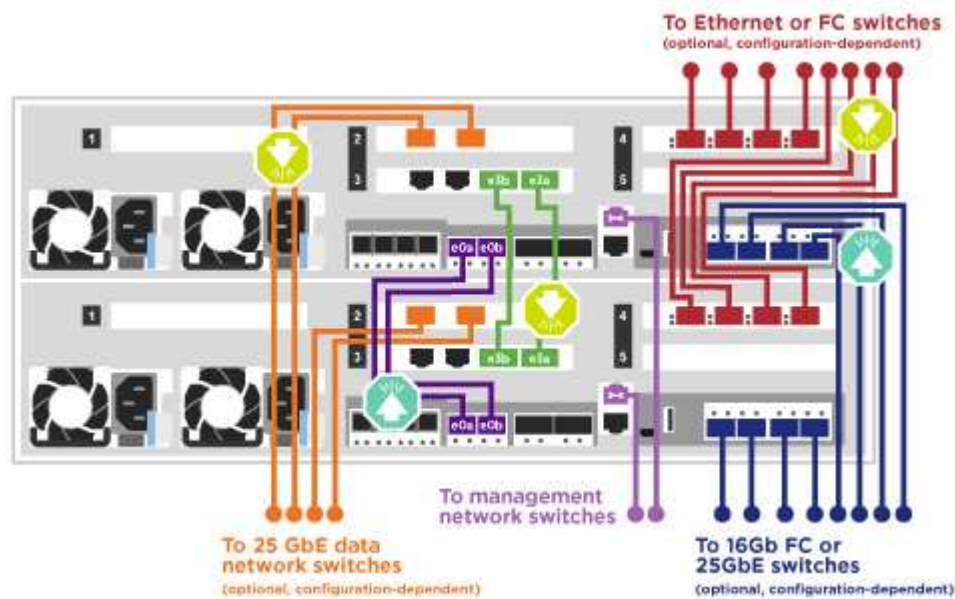 To Ethernet or FC switches
(optional, configuration-dependent)
1
2
4
3
e3b
e3a
5
e0a
e0b
1
2
4
3
e3b
e3a
5
e0a
e0b
To management
network switches
To 25 GbE data
network switches
(optional, configuration-dependent)
To 16Gb FC or
25GbE switches
(optional, configuration-dependent)